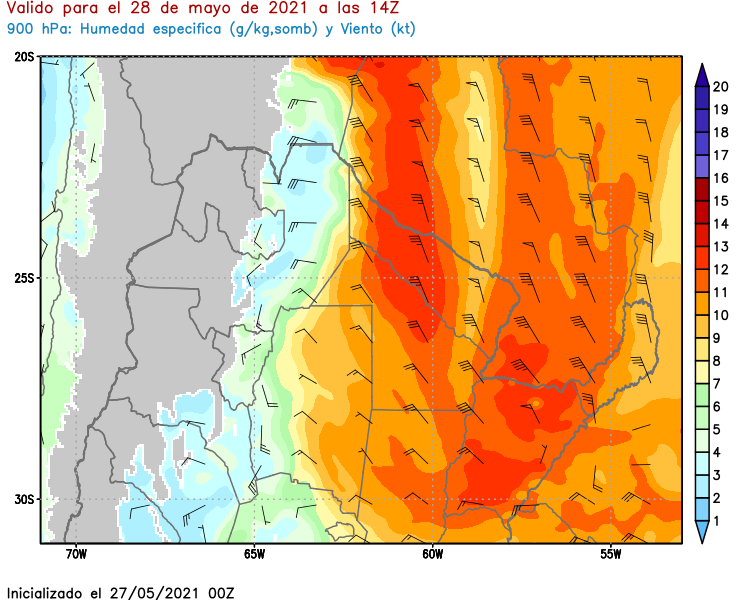 Valido para el 28 de mayo de 2021 a las 14Z
900 hPa: Humedad especifica (g/kg,somb) y Viento (kt)
20S
25S
30S
70W
65W
60W
55W
20
19
18
17
16
15
14
13
12
11
10
9
8
7
6
5
4
3
2
1
Inicializado el 27/05/2021 00Z